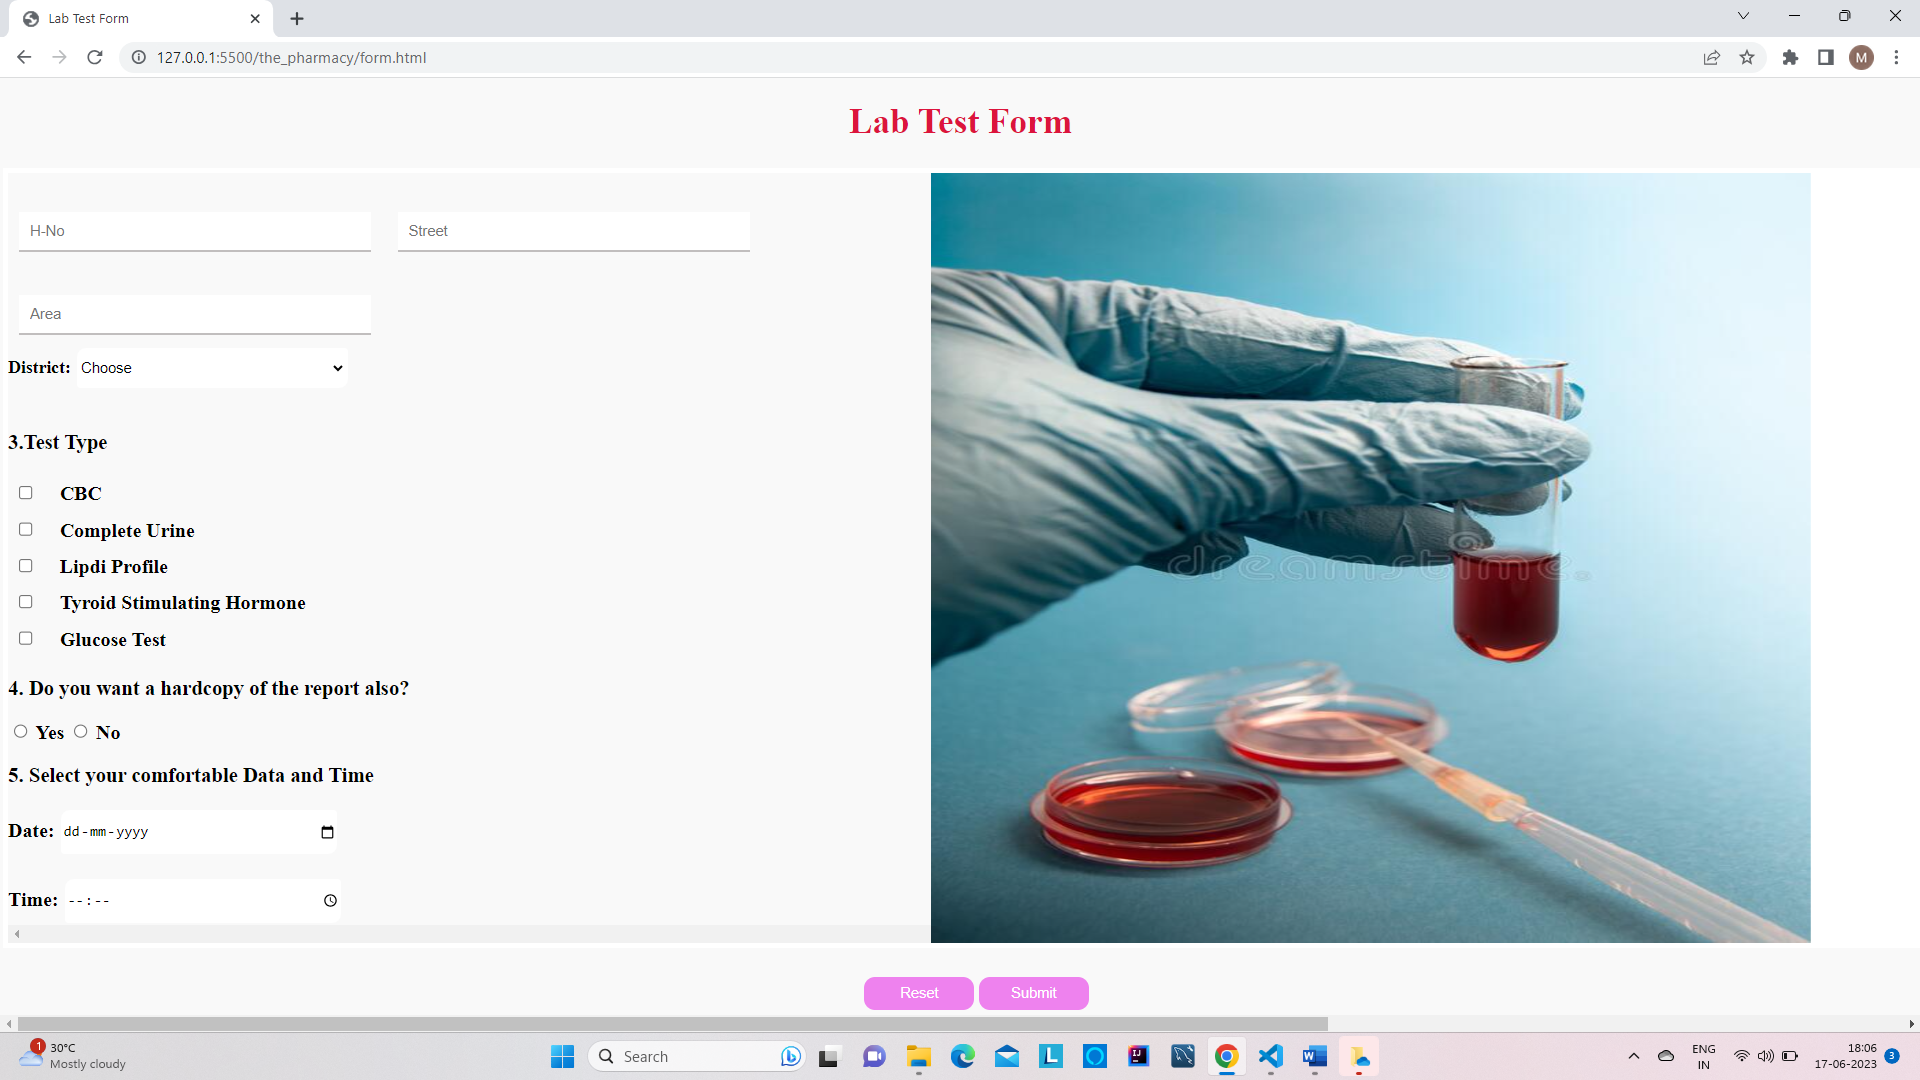 Lab Test Form
127.0.0.1:5500/the_pharmacy/form.html
M
Lab Test Form
H-No
Street
Area
District: Choose
3.Test Type
CBC
Complete Urine
Lipdi Profile
Tyroid Stimulating Hormone
Glucose Test
4. Do you want a hardcopy of the report also?
Yes No
5. Select your comfortable Data and Time
Date: dd-mm-yyyy
Time: --:--
dreamstime.
Reset Submit
1
30°C
Mostly cloudy
Search
L
IJ
W
ENG
IN
18:06
17-06-2023
3